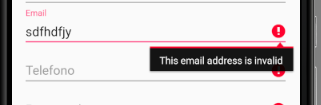 Email
sdfhdfjy
This email address is invalid
Telefono